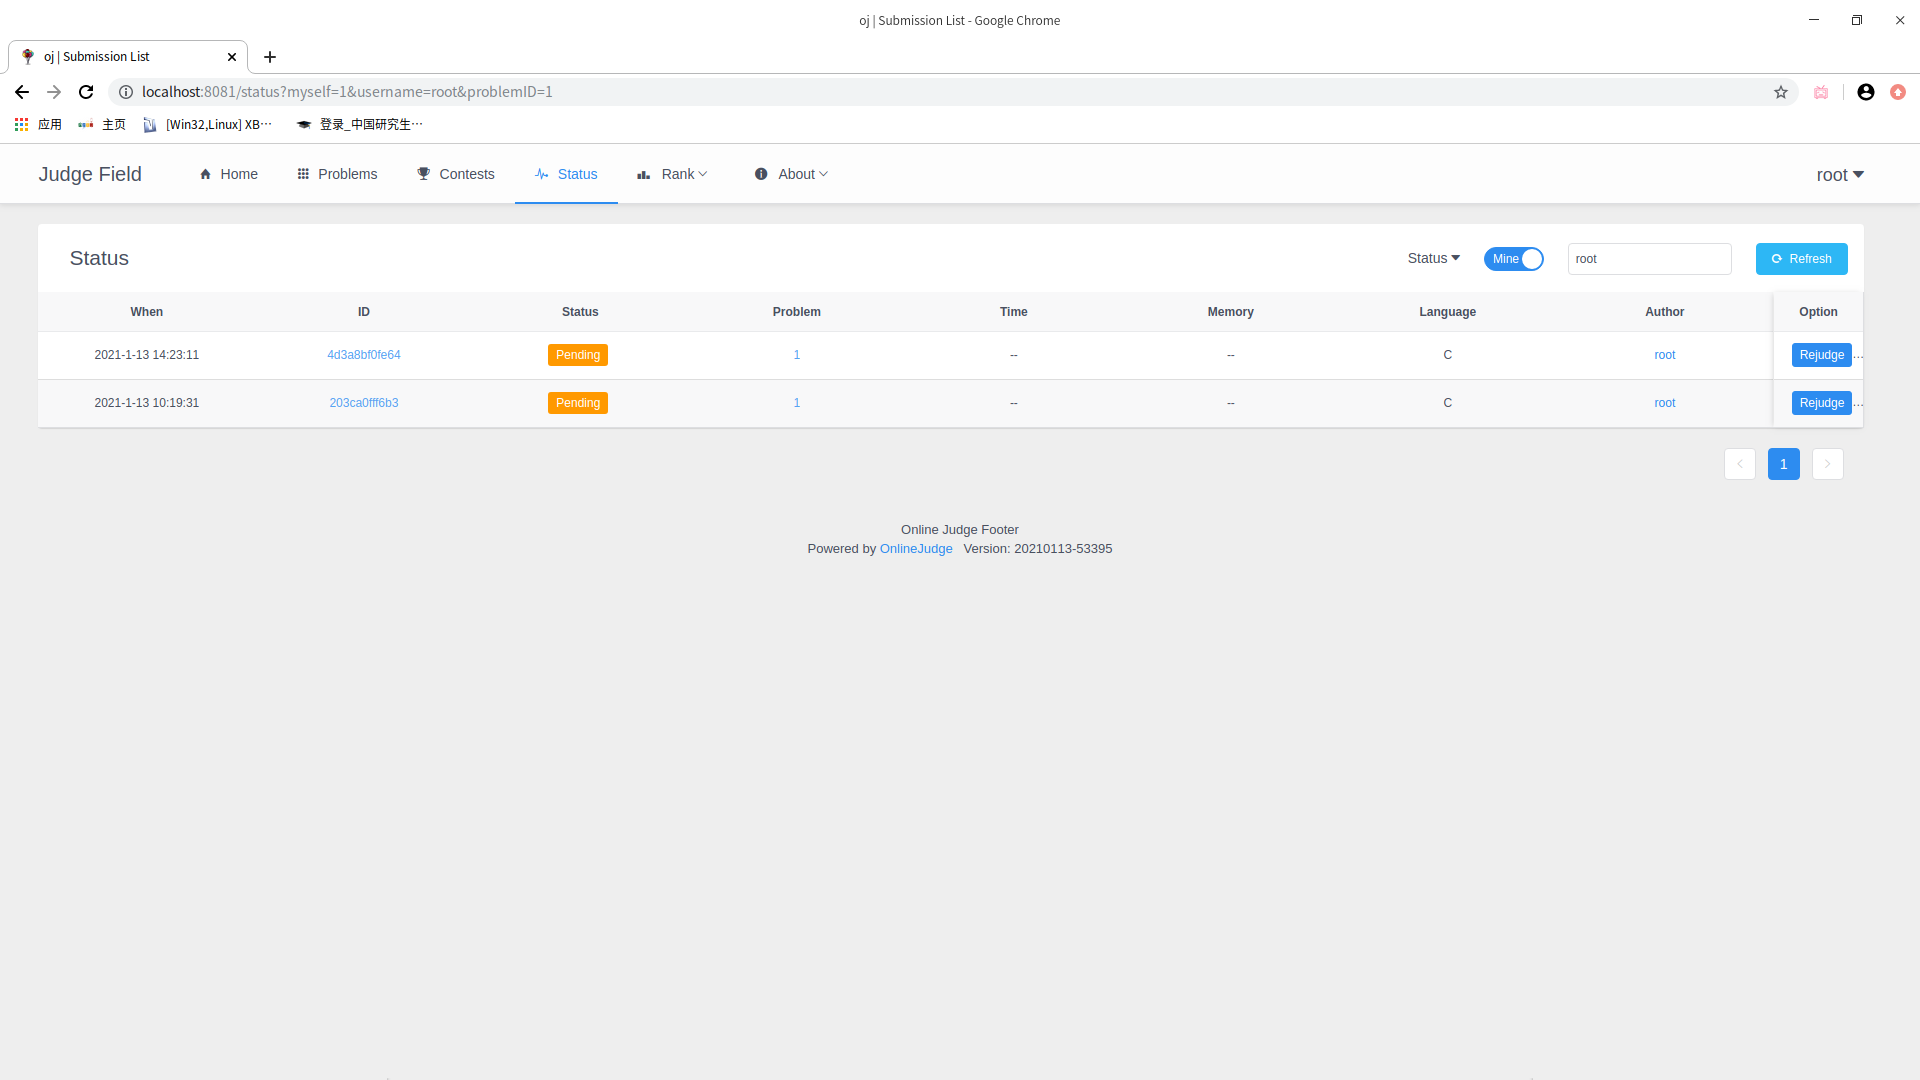 oj | Submission List - Google Chrome
oj | Submission List
localhost:8081/status?myself=1&username=root&problemID=1
应用 主页 [Win32,Linux] XB… 登录_中国研究生…
Judge Field Home Problems Contests Status Rank About root
Status Status Mine root Refresh
When ID Status Problem Time Memory Language Author Option
2021-1-13 14:23:11 4d3a8bf0fe64 Pending 1 -- -- C root Rejudge ...
2021-1-13 10:19:31 203ca0fff6b3 Pending 1 -- -- C root Rejudge ...
1
Online Judge Footer
Powered by OnlineJudge Version: 20210113-53395